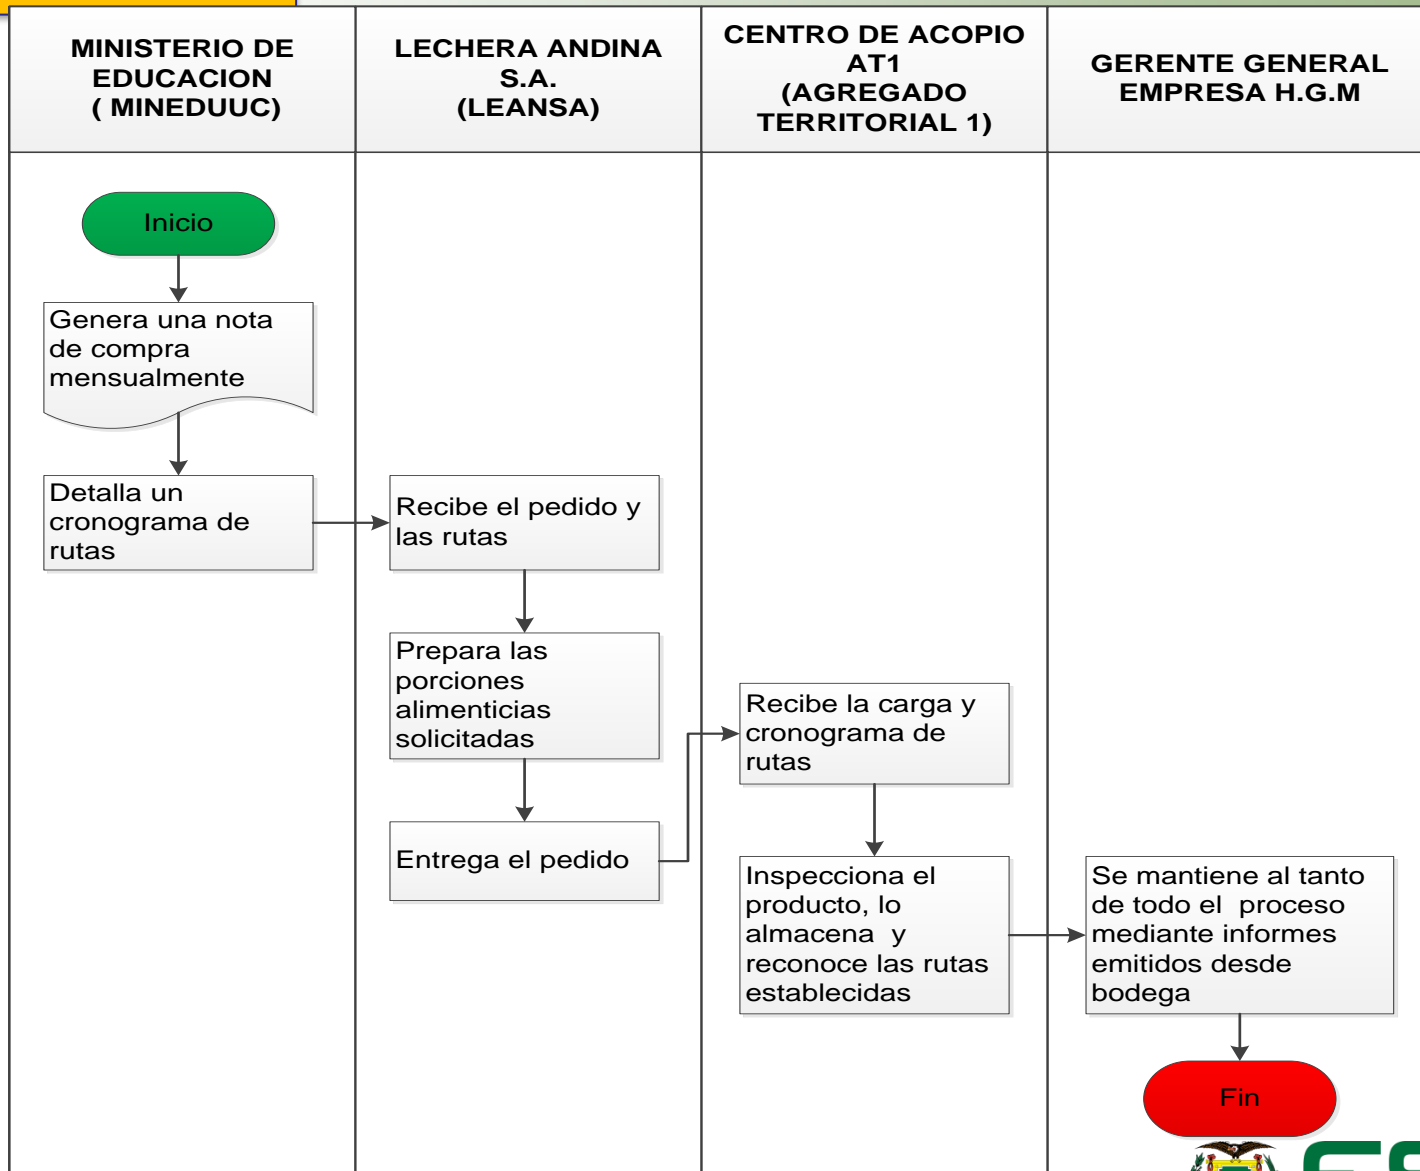 MINISTERIO DE
EDUCACION
( MINEDUUC)
LECHERA ANDINA
S.A.
(LEANSA)
CENTRO DE ACOPIO
AT1
(AGREGADO
TERRITORIAL 1)
GERENTE GENERAL
EMPRESA H.G.M
Inicio
Genera una nota
de compra
mensualmente
Detalla un
cronograma de
rutas
Recibe el pedido y
las rutas
Prepara las
porciones
alimenticias
solicitadas
Entrega el pedido
Recibe la carga y
cronograma de
rutas
Inspecciona el
producto, lo
almacena y
reconoce las rutas
establecidas
Se mantiene al tanto
de todo el proceso
mediante informes
emitidos desde
bodega
Fin